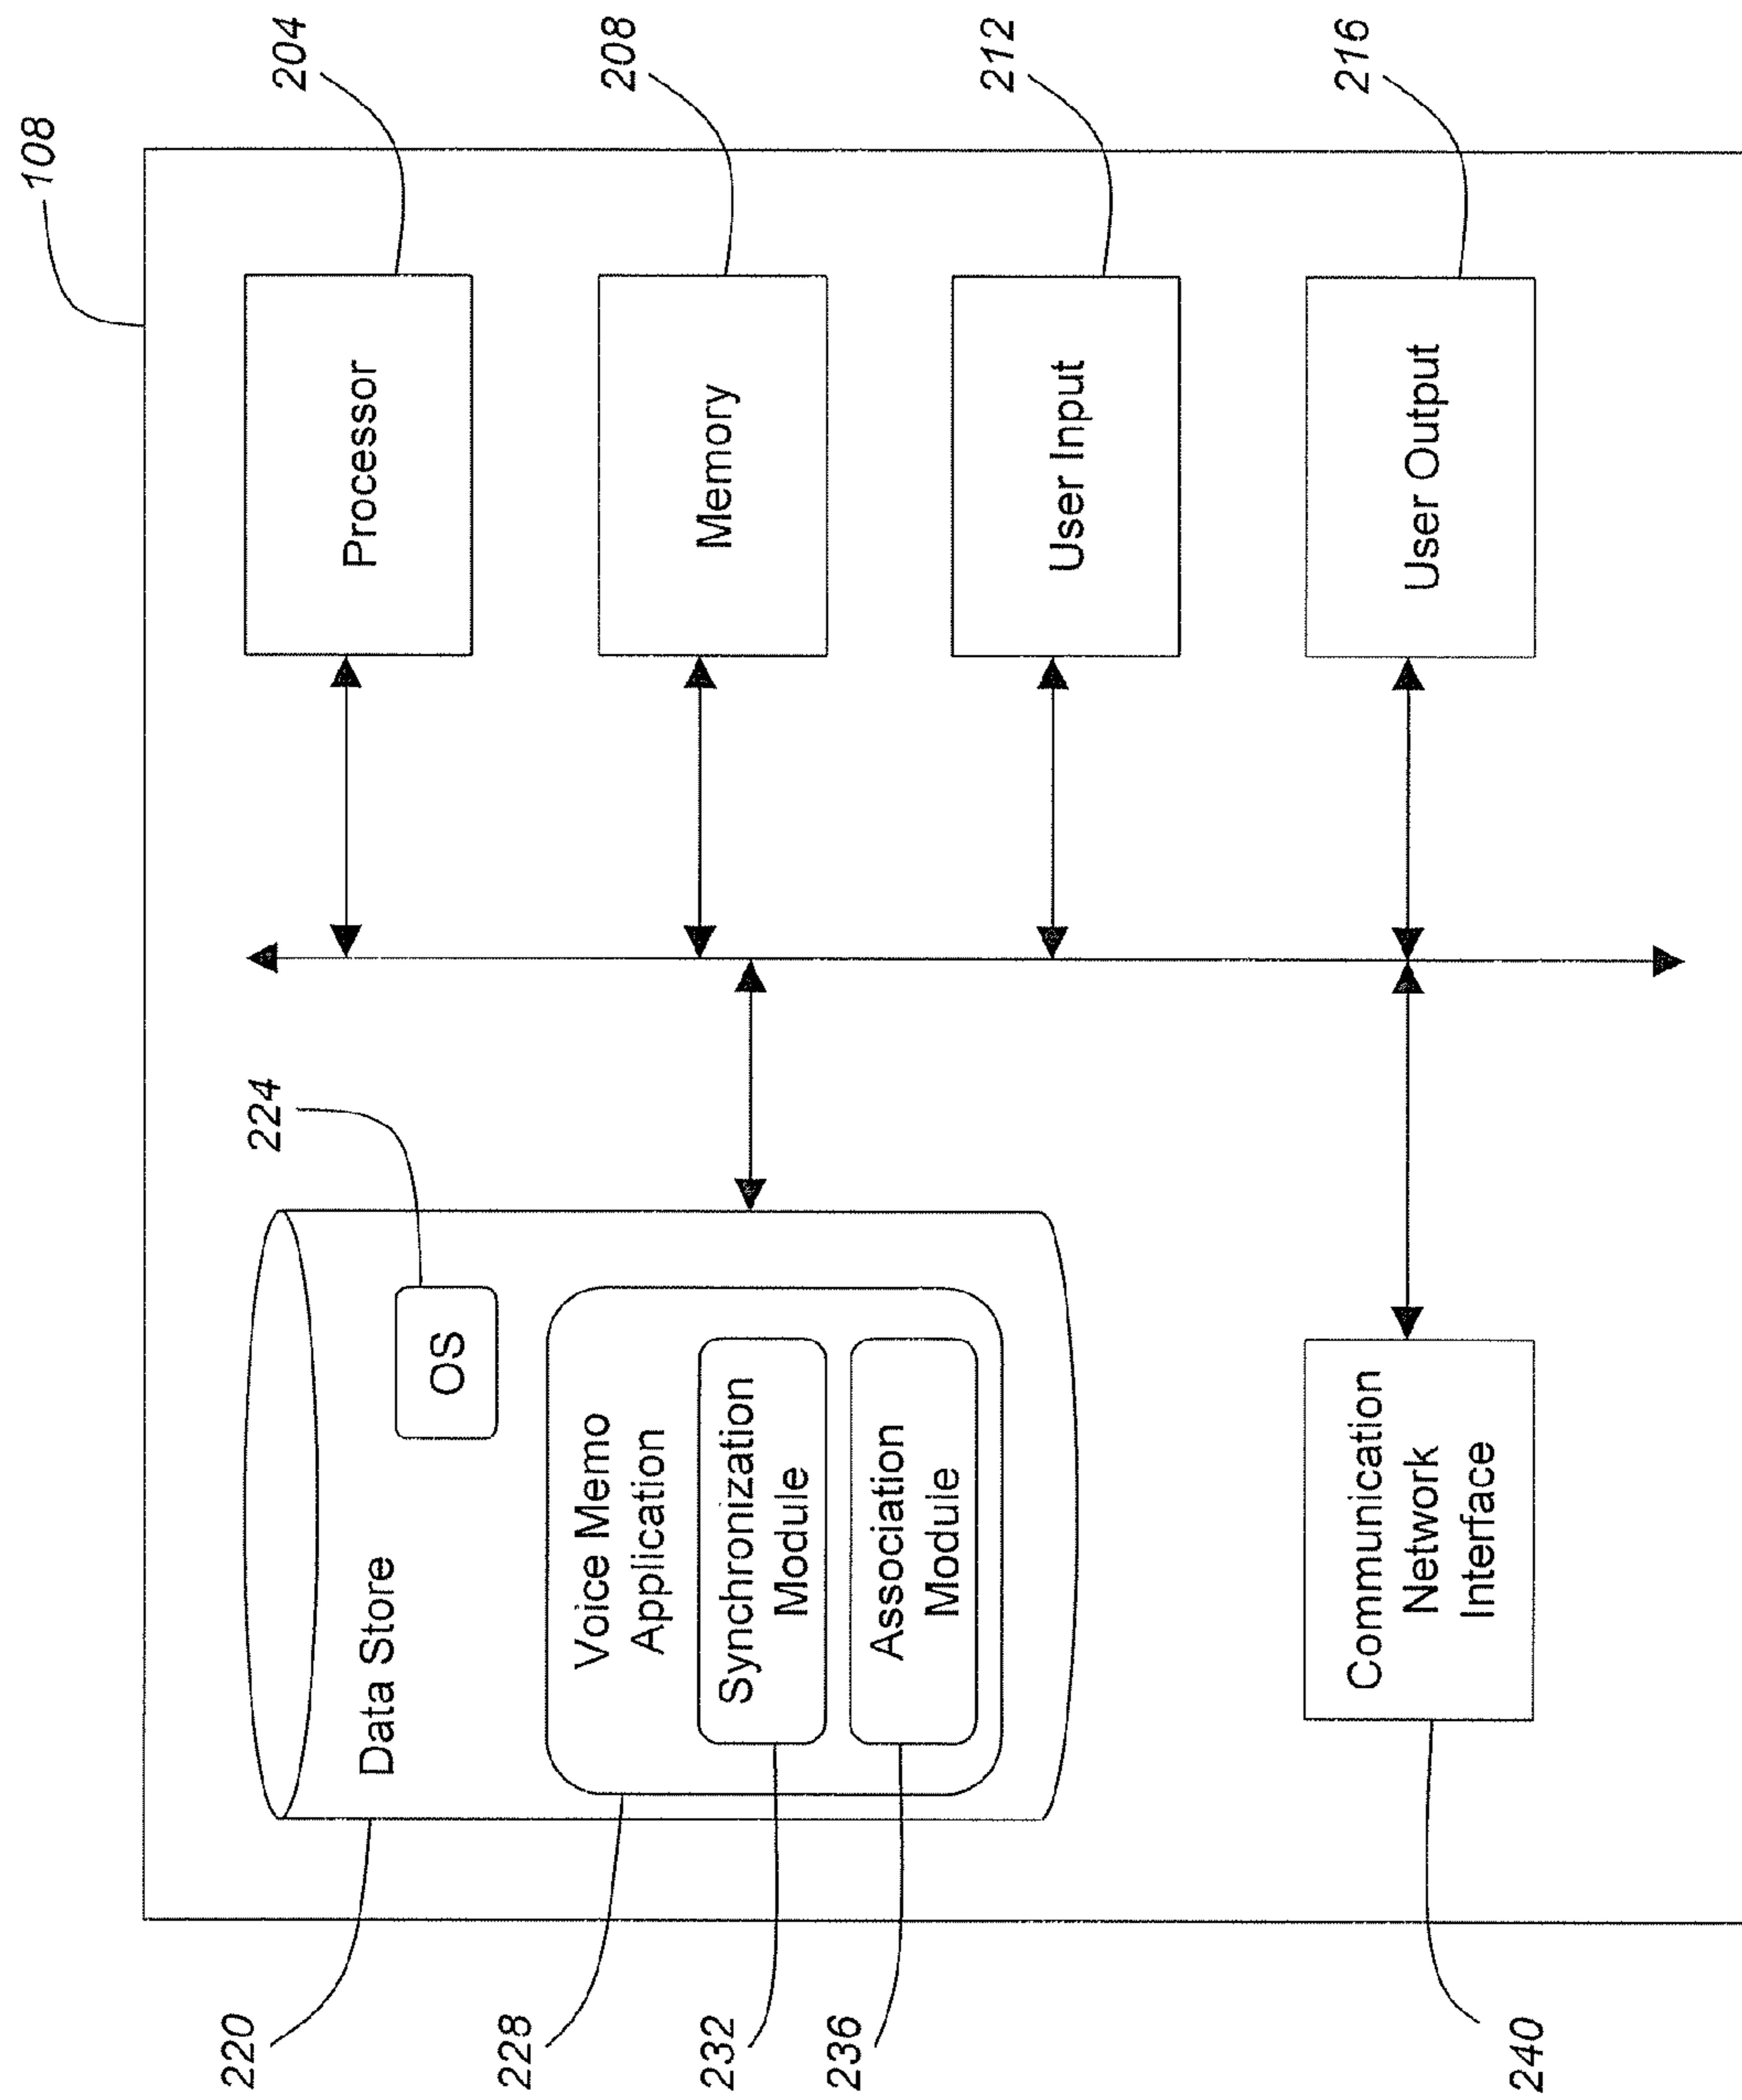 108
220
224
204
Data Store
OS
Processor
228
Voice Memo
Application
208
Memory
232
Synchronization
Module
236
Association
Module
212
User Input
216
User Output
Communication
Network
Interface
240